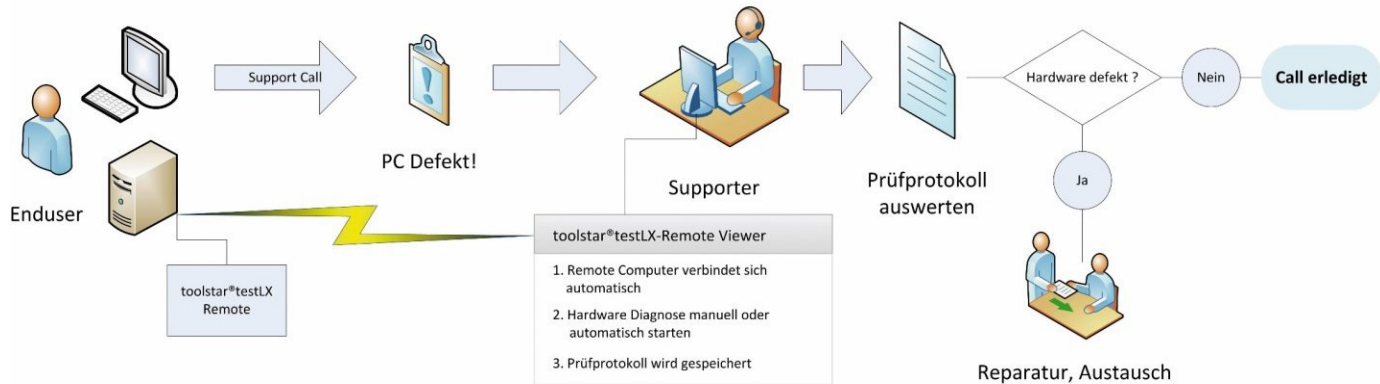 Support Call
PC Defekt!
Enduser
toolstar®testLX
Remote
Supporter
toolstar®testLX-Remote Viewer
1. Remote Computer verbindet sich
automatisch
2. Hardware Diagnose manuell oder
automatisch starten
3. Prüfprotokoll wird gespeichert
Prüfprotokoll
auswerten
Hardware defekt ?
Nein
Call erledigt
Ja
Reparatur, Austausch